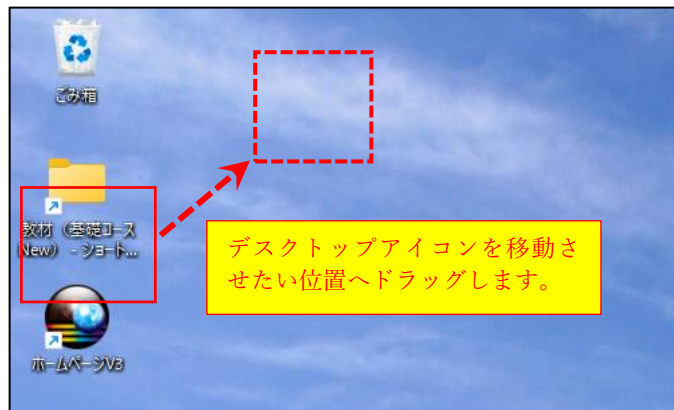 ごみ箱
教材（基礎コース
New） - ショート...
デスクトップアイコンを移動さ
せたい位置へドラッグします。
ホームページV3